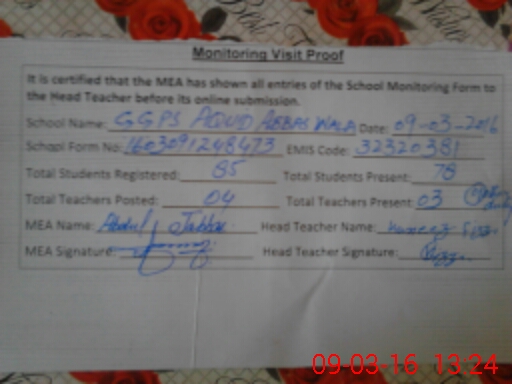 Monitoring Visit Proof
It is certified that the MEA has shown all entries of the School Monitoring Form to
the Head Teacher before its online submission.
School Name: GGPS AQUD ABBAS WALA Date: 09-03-2016
School Form No: 1603091248473 EMIS Code: 32320381
Total Students Registered: 85 Total Students Present: 78
Total Teachers Posted: 04 Total Teachers Present: 03
MEA Name: Abdul Jabbar Head Teacher Name:
MEA Signature: Head Teacher Signature:
09-03-16 13:24